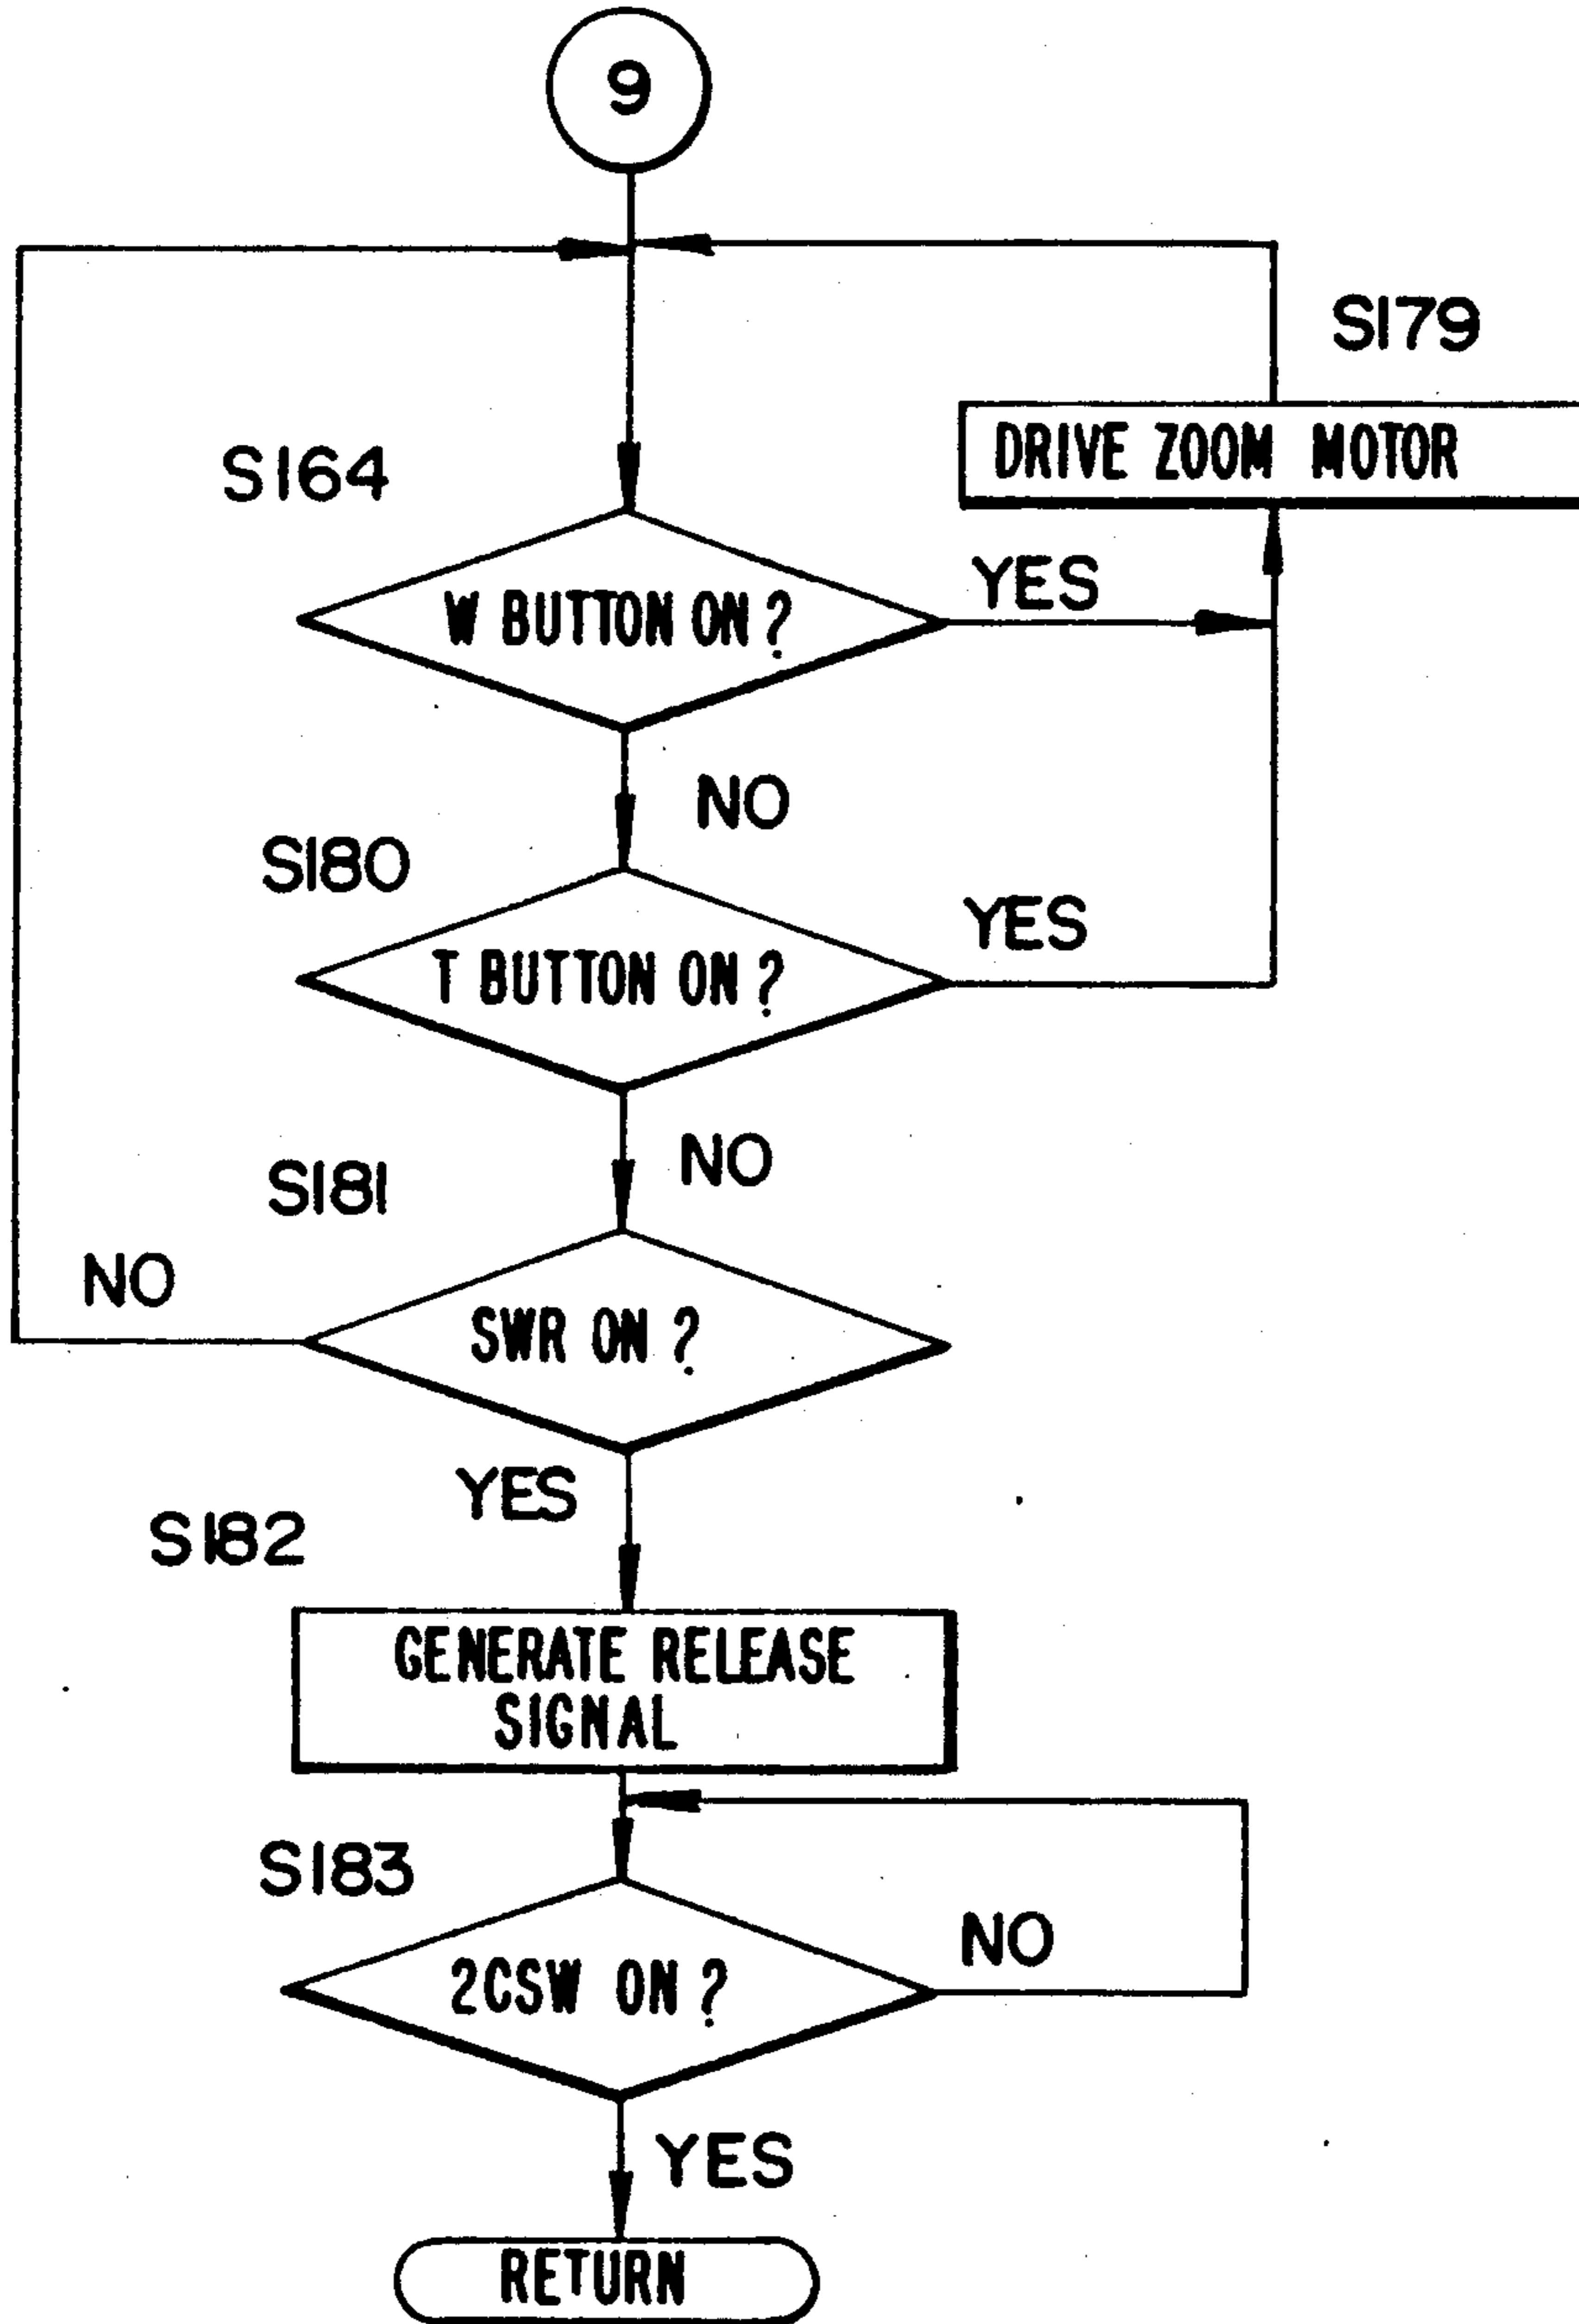 9
S179
DRIVE ZOOM MOTOR
S164
W BUTTON ON ?
YES
NO
S180
T BUTTON ON ?
YES
NO
S181
NO
SWR ON ?
YES
S182
GENERATE RELEASE
SIGNAL
S183
2CSW ON ?
NO
YES
RETURN